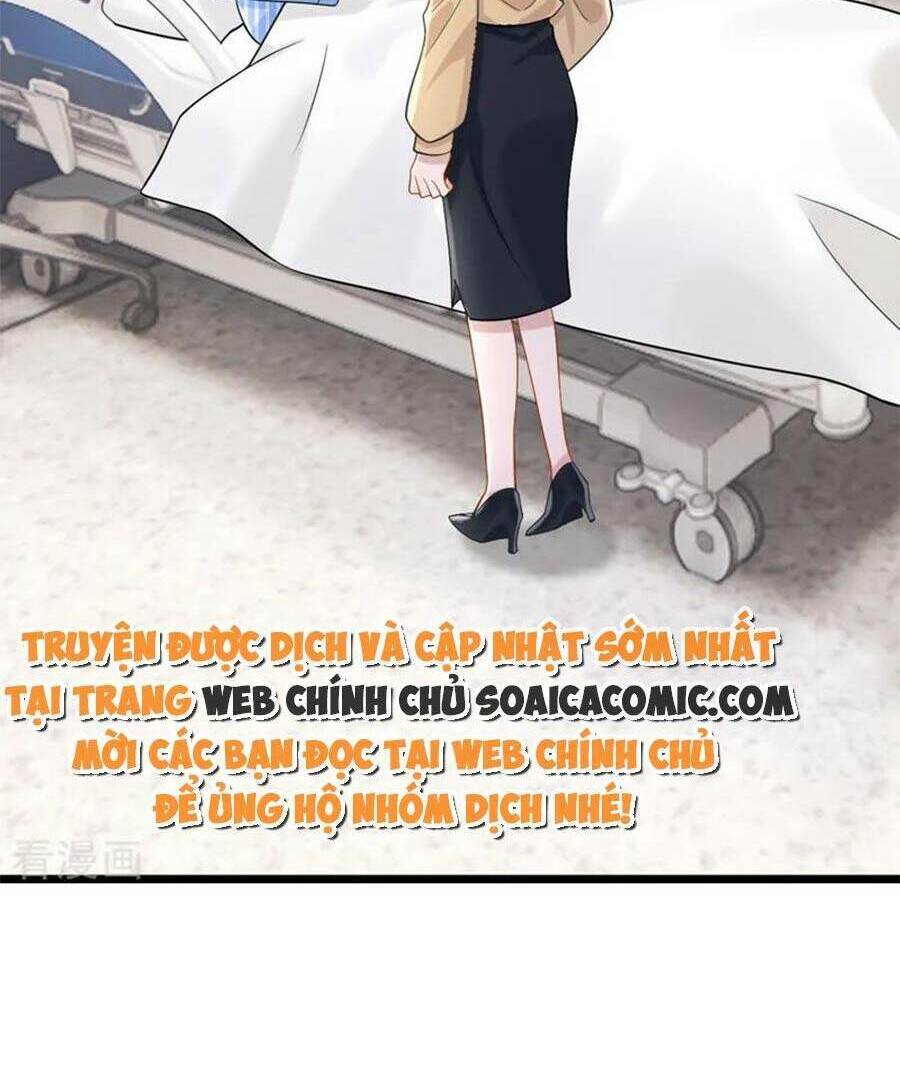 TRUYỆN ĐƯỢC DỊCH VÀ CẬP NHẬT SỚM NHẤT
TẠI TRANG WEB CHÍNH CHỦ SOAICACOMIC.COM
MỜI CÁC BẠN ĐỌC TẠI WEB CHÍNH CHỦ
ĐỂ ỦNG HỘ NHÓM DỊCH NHÉ!
看漫画